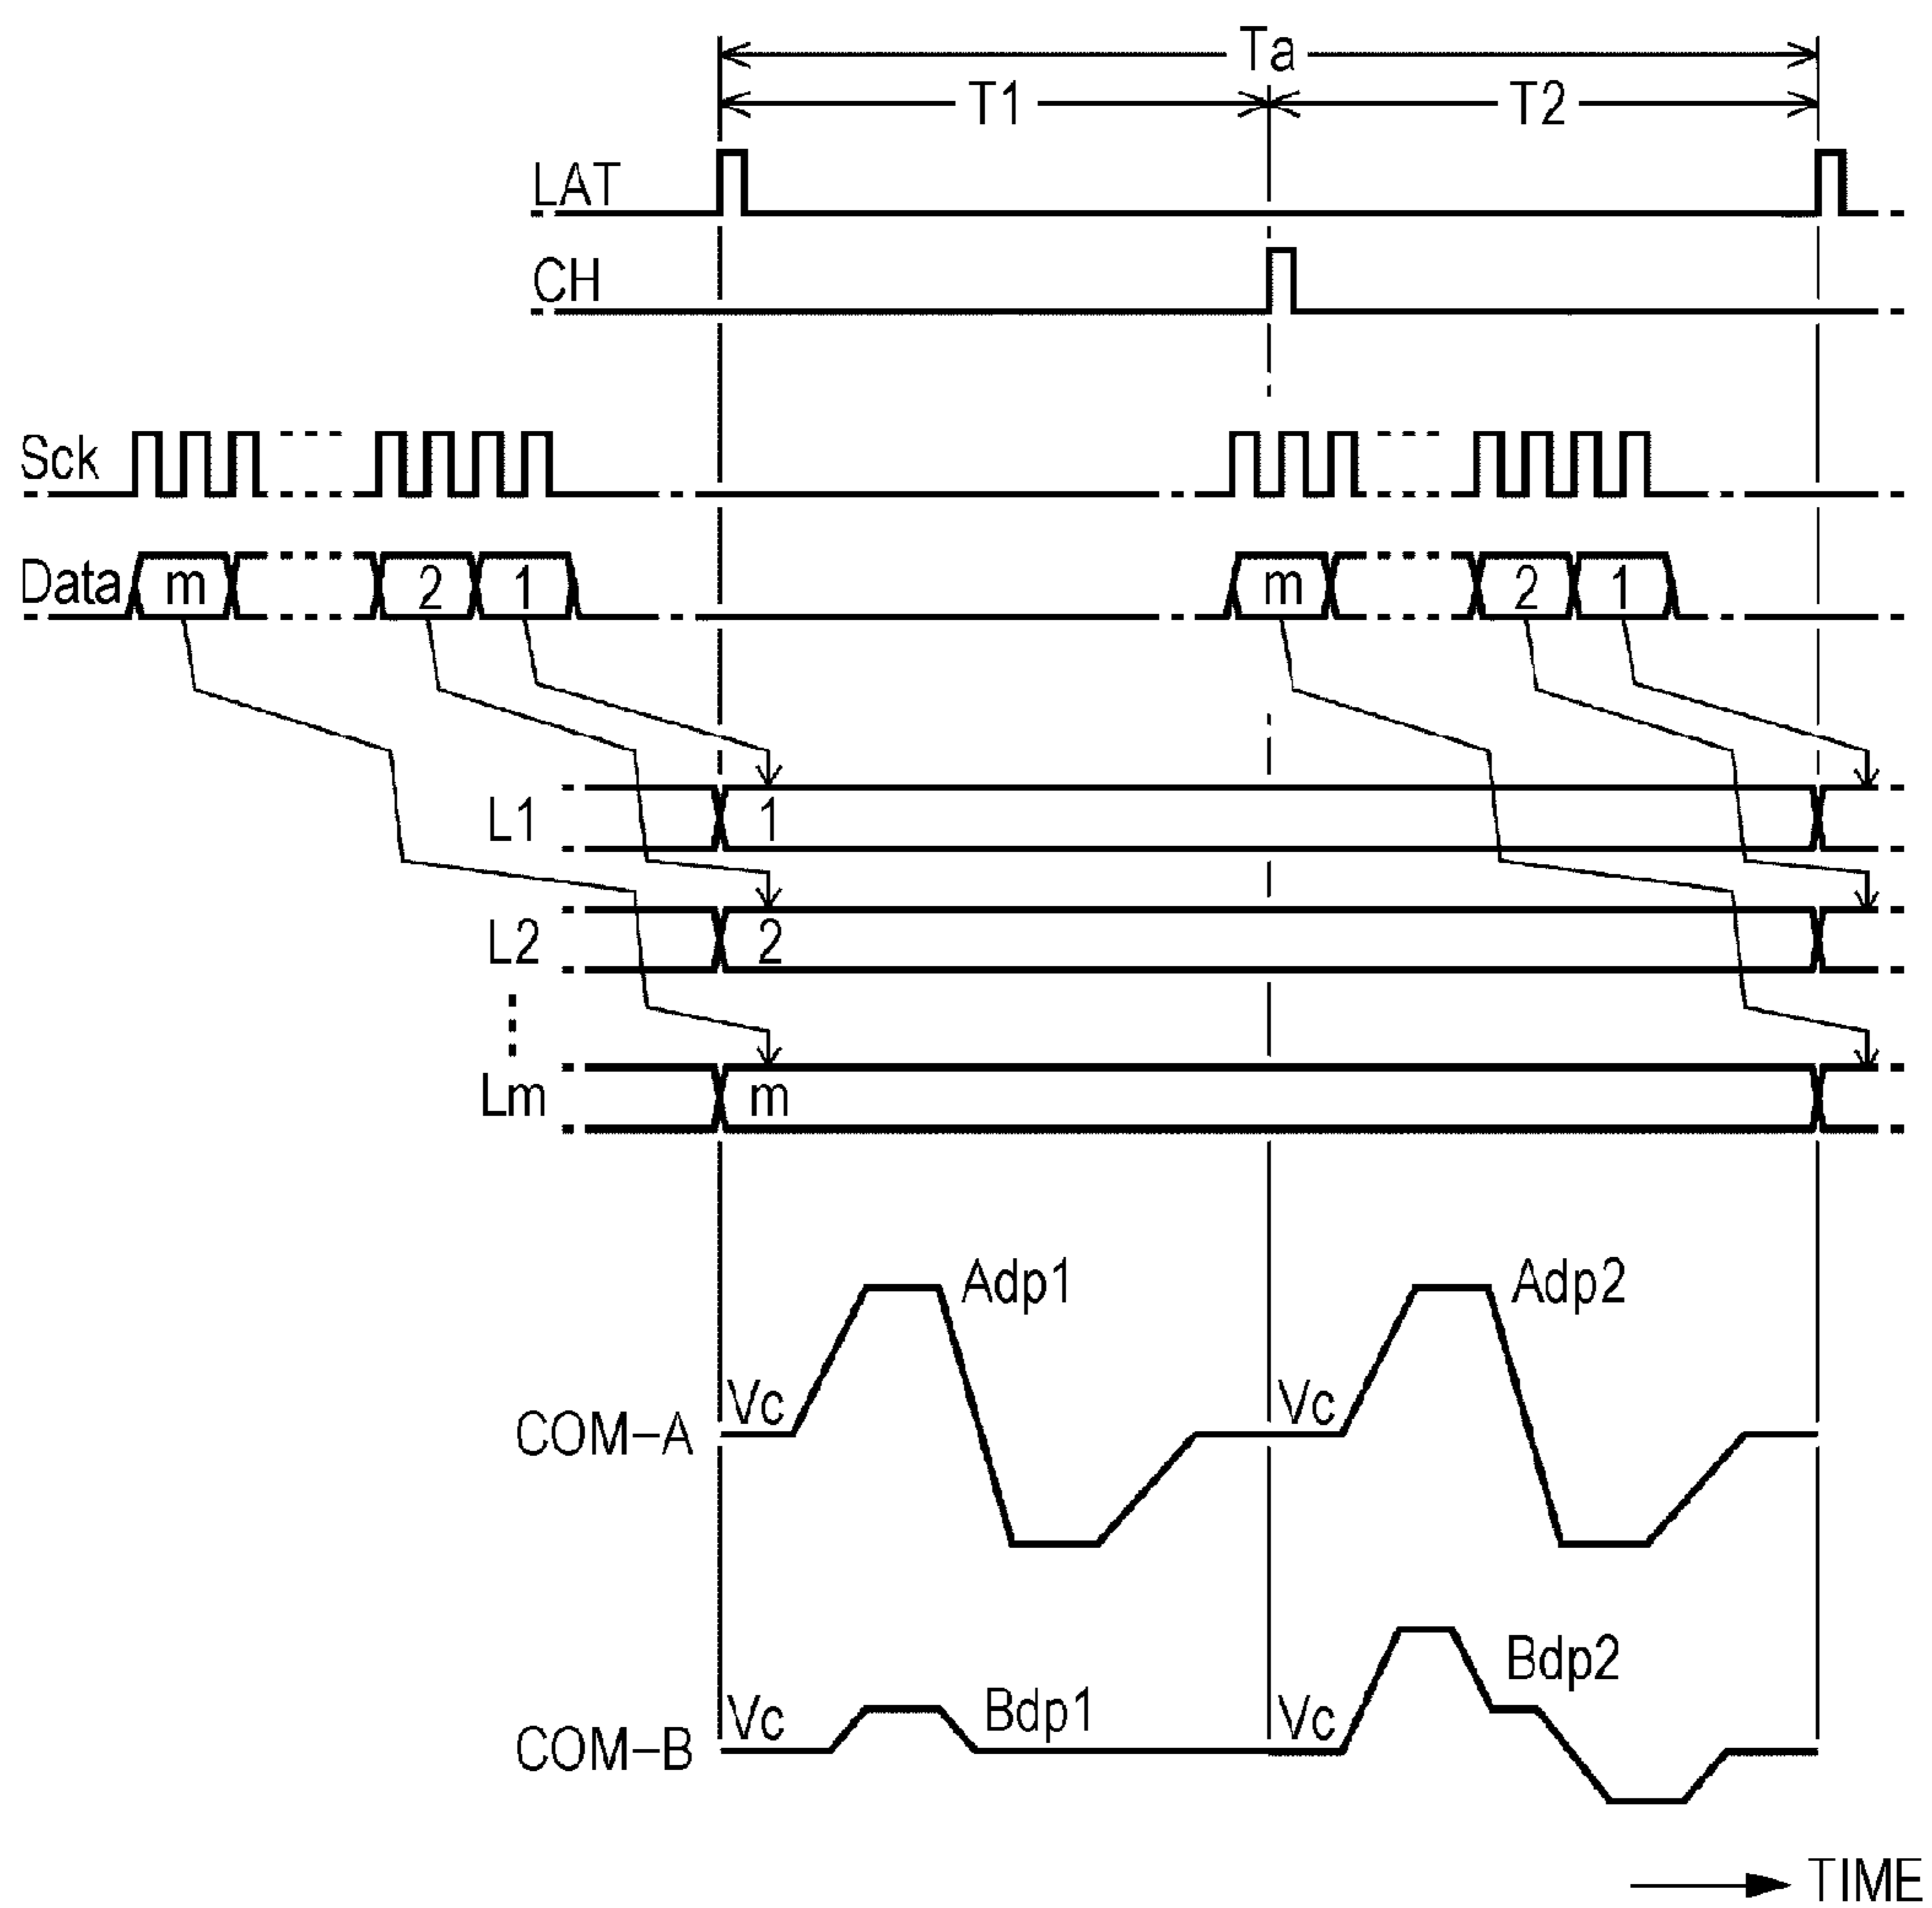 Ta
T1 T2
LAT
CH
Sck
Data m 2 1 m 2 1
L1 1
L2 2
Lm m
Adp1 Adp2
Vc Vc
COM-A
Bdp2
Vc Bdp1 Vc
COM-B
TIME